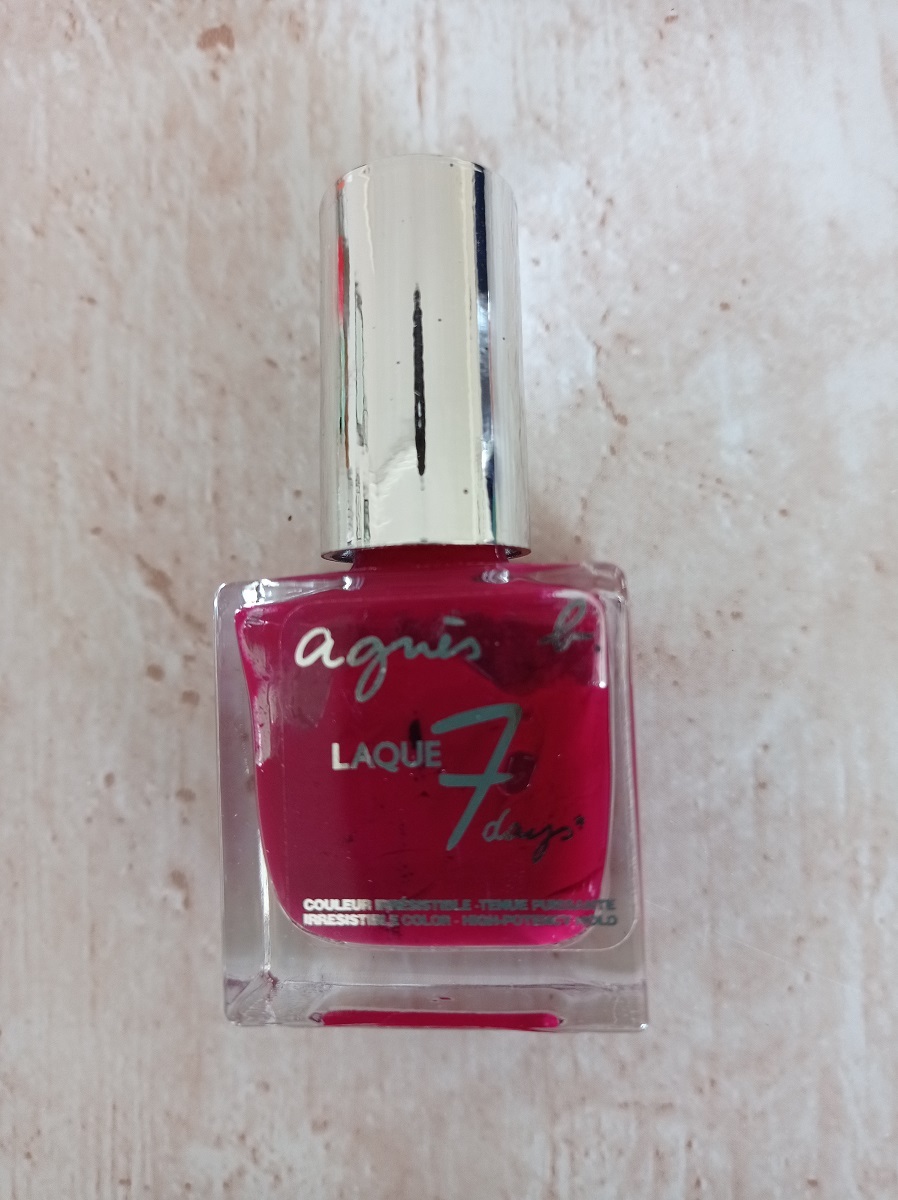 agnès b
LAQUE 7 days*
COULEUR IRRÉSISTIBLE - TENUE PUISSANTE
IRRESISTIBLE COLOR - HIGH-POTENCY HOLD